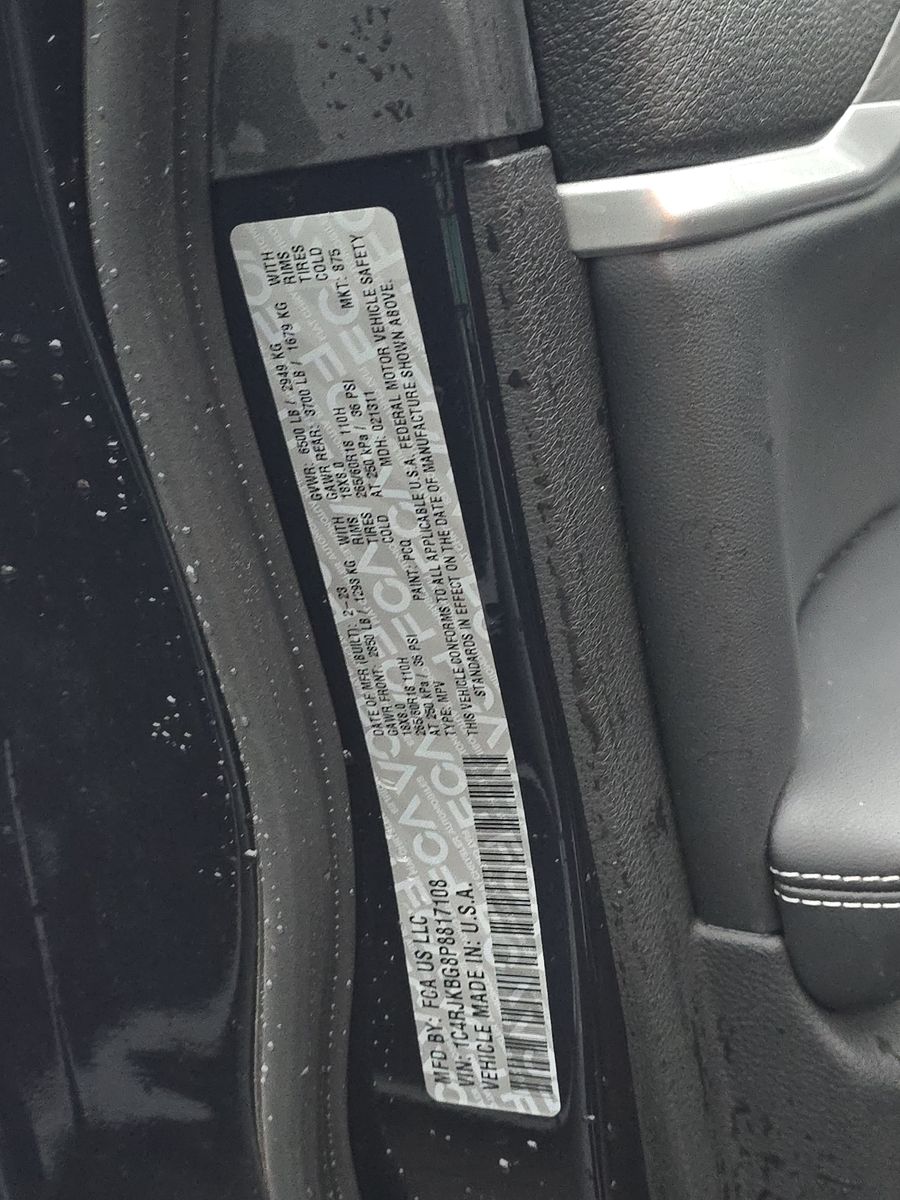 MFD BY: FCA US LLC
VIN: 1C4RJKBG8P8817108
VEHICLE MADE IN: U.S.A.
DATE OF MFR (BUILT): 2-23 GVWR: 6500 LB / 2949 KG
GAWR FRONT: 2850 LB / 1293 KG WITH GAWR REAR: 3700 LB / 1679 KG WITH
18X8.0 RIMS 18X8.0 RIMS
265/60R18 110H TIRES 265/60R18 110H TIRES
AT 250 kPa / 36 PSI COLD AT 250 kPa / 36 PSI COLD
TYPE: MPV PAINT: PCQ MDH: 021311 MKT: 875
THIS VEHICLE CONFORMS TO ALL APPLICABLE U.S.A. FEDERAL MOTOR VEHICLE SAFETY
STANDARDS IN EFFECT ON THE DATE OF MANUFACTURE SHOWN ABOVE.